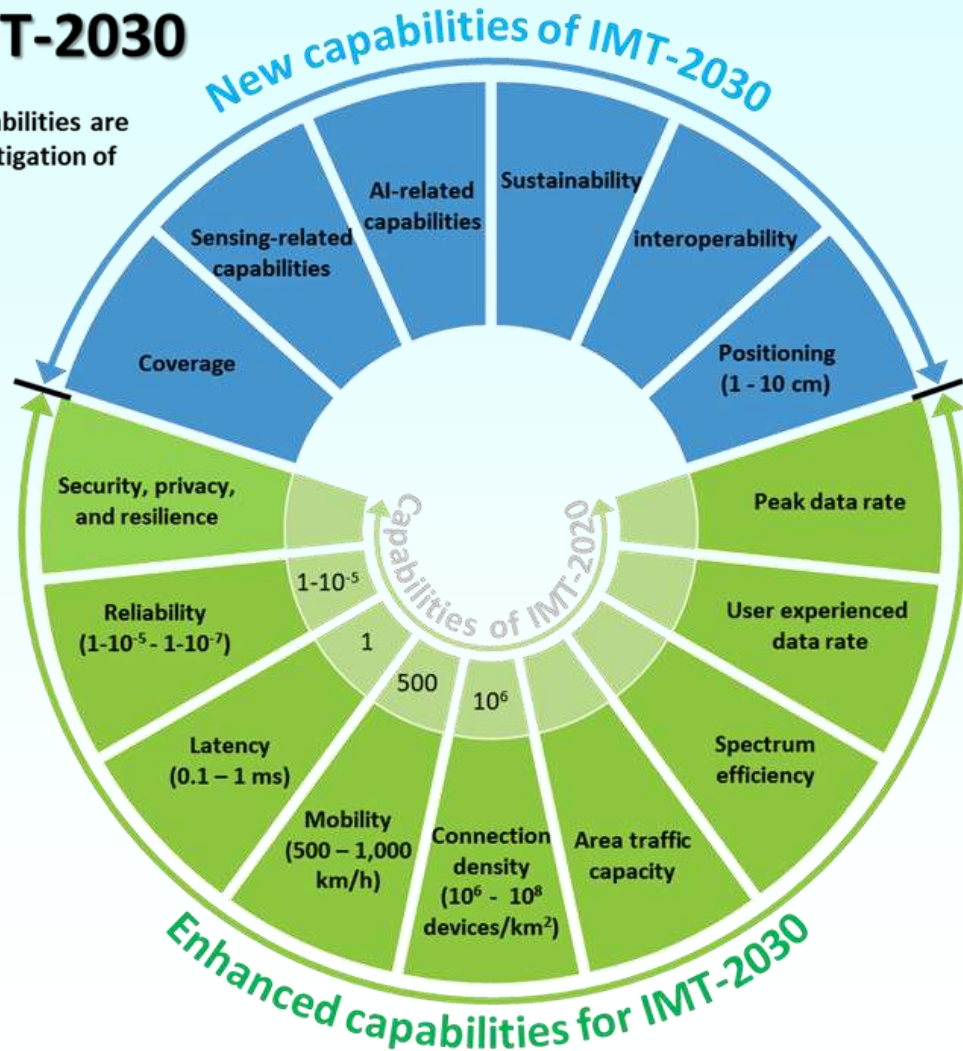 T-2030
New capabilities of IMT-2030
abilities are
tigation of
AI-related
capabilities
Sustainability
Sensing-related
capabilities
interoperability
Coverage
Positioning
(1 - 10 cm)
Security, privacy,
and resilience
Peak data rate
Capabilities of IMT-2020
Reliability
(1-10⁻⁵ - 1-10⁻⁷)
1-10⁻⁵
User experienced
data rate
1
500
10⁶
Latency
(0.1 – 1 ms)
Spectrum
efficiency
Mobility
(500 – 1,000
km/h)
Connection
density
(10⁶ - 10⁸
devices/km²)
Area traffic
capacity
Enhanced capabilities for IMT-2030